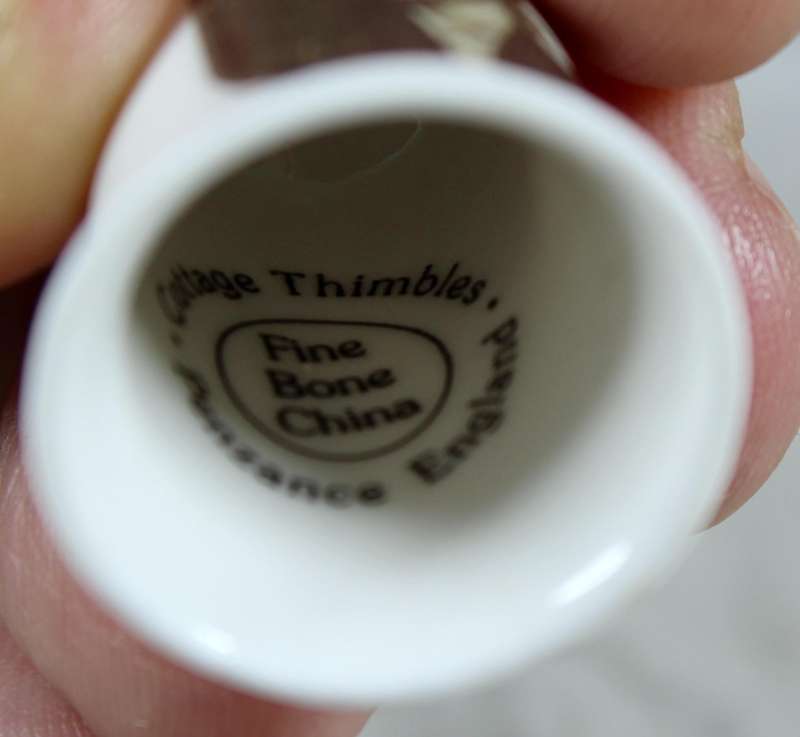 · Cottage Thimbles ·
Fine
Bone
China
Penzance England